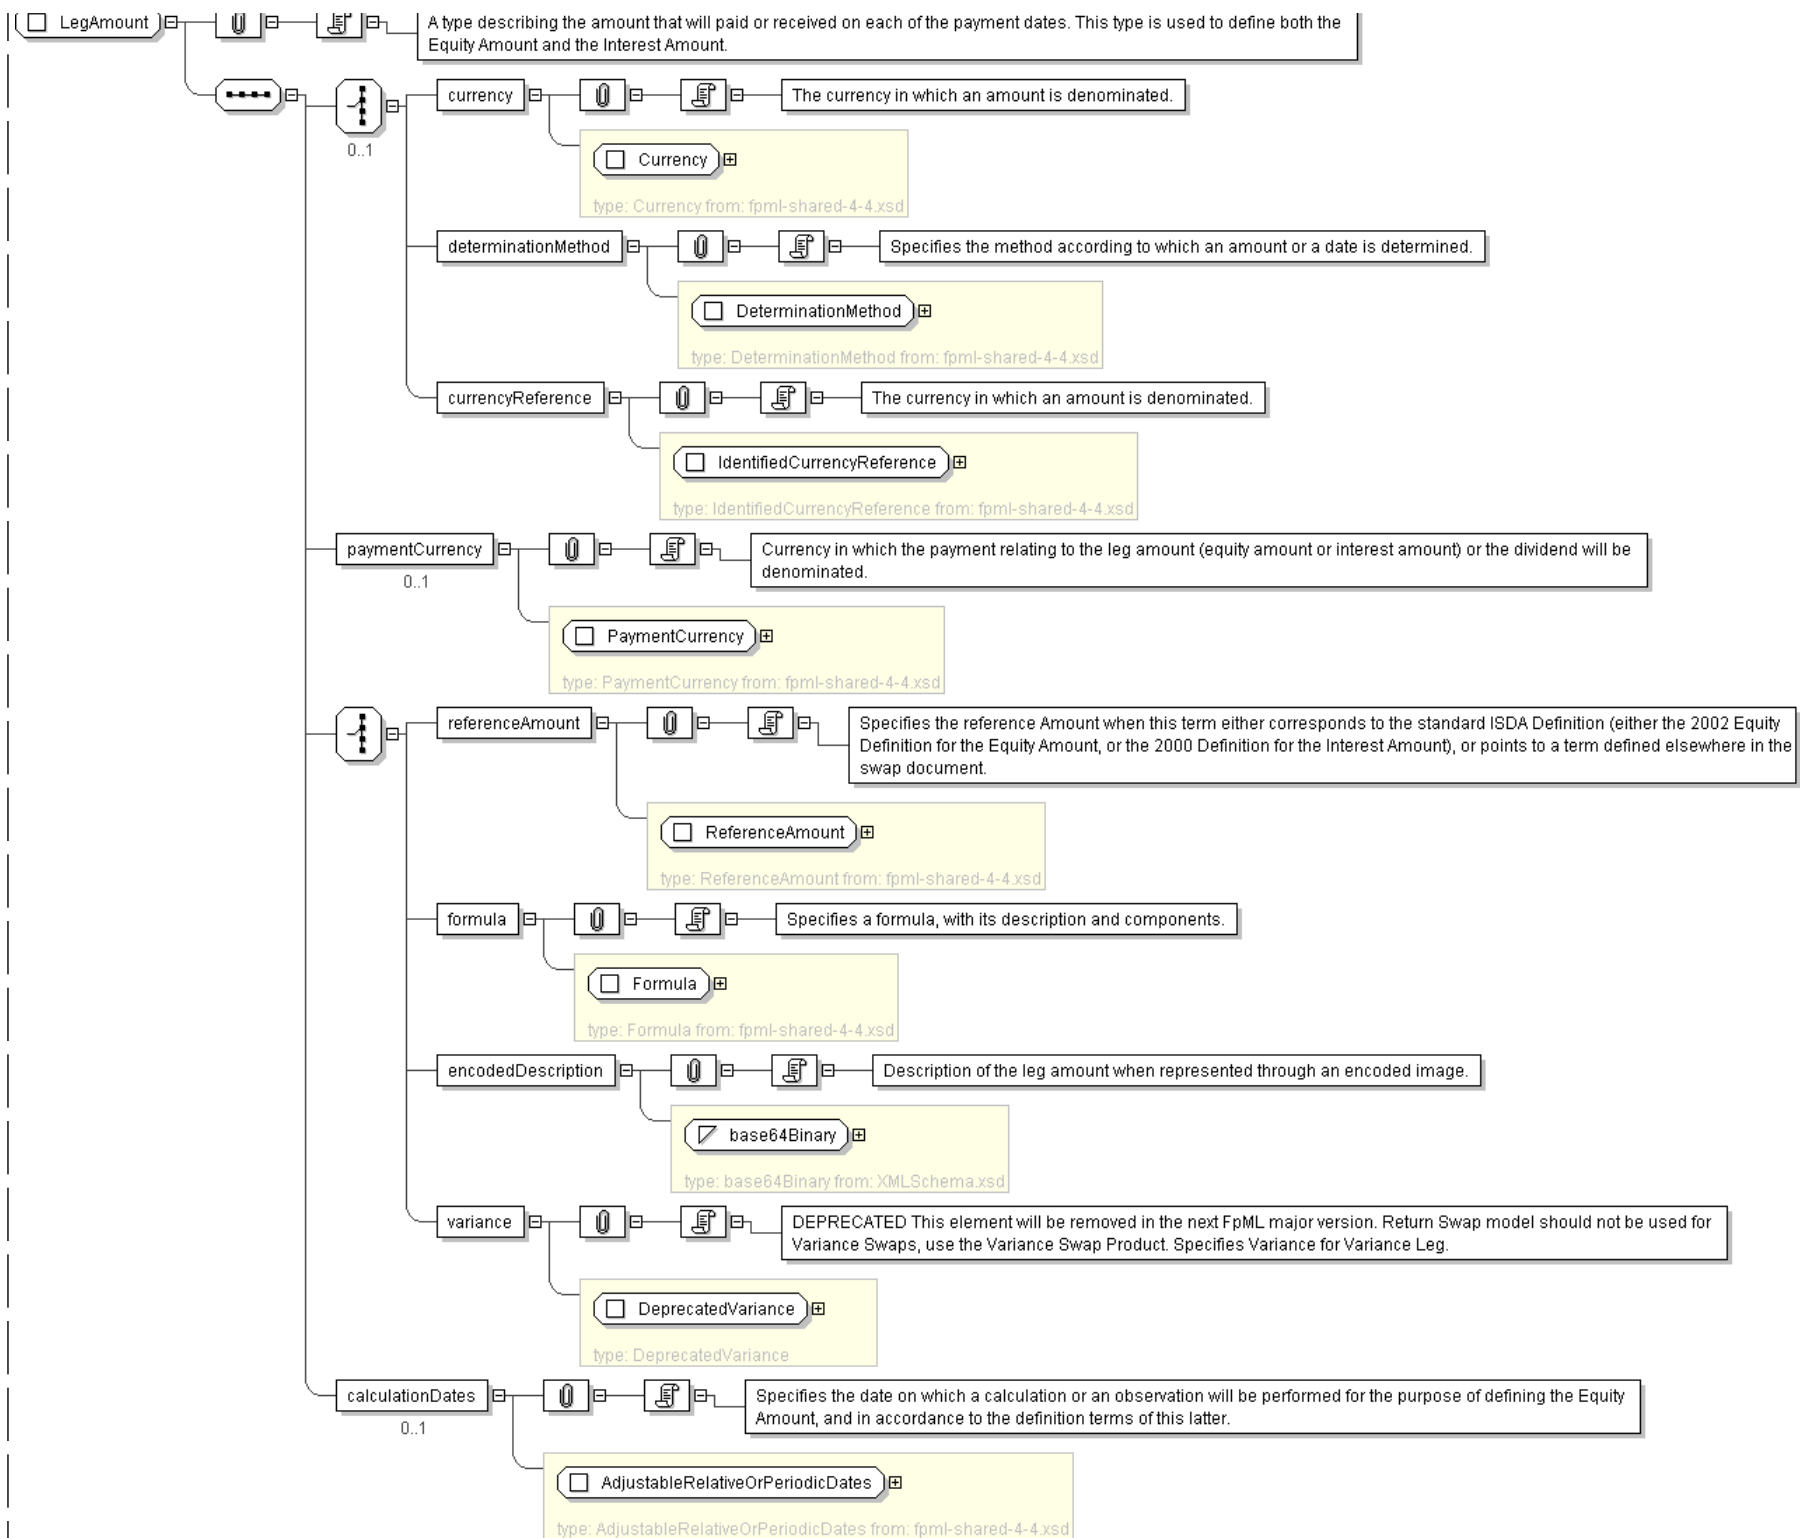 LegAmount
A type describing the amount that will paid or received on each of the payment dates. This type is used to define both the
Equity Amount and the Interest Amount.
0..1
currency
The currency in which an amount is denominated.
Currency
type: Currency from: fpml-shared-4-4.xsd
determinationMethod
Specifies the method according to which an amount or a date is determined.
DeterminationMethod
type: DeterminationMethod from: fpml-shared-4-4.xsd
currencyReference
The currency in which an amount is denominated.
IdentifiedCurrencyReference
type: IdentifiedCurrencyReference from: fpml-shared-4-4.xsd
paymentCurrency
0..1
Currency in which the payment relating to the leg amount (equity amount or interest amount) or the dividend will be
denominated.
PaymentCurrency
type: PaymentCurrency from: fpml-shared-4-4.xsd
referenceAmount
Specifies the reference Amount when this term either corresponds to the standard ISDA Definition (either the 2002 Equity
Definition for the Equity Amount, or the 2000 Definition for the Interest Amount), or points to a term defined elsewhere in the
swap document.
ReferenceAmount
type: ReferenceAmount from: fpml-shared-4-4.xsd
formula
Specifies a formula, with its description and components.
Formula
type: Formula from: fpml-shared-4-4.xsd
encodedDescription
Description of the leg amount when represented through an encoded image.
base64Binary
type: base64Binary from: XMLSchema.xsd
variance
DEPRECATED This element will be removed in the next FpML major version. Return Swap model should not be used for
Variance Swaps, use the Variance Swap Product. Specifies Variance for Variance Leg.
DeprecatedVariance
type: DeprecatedVariance
calculationDates
0..1
Specifies the date on which a calculation or an observation will be performed for the purpose of defining the Equity
Amount, and in accordance to the definition terms of this latter.
AdjustableRelativeOrPeriodicDates
type: AdjustableRelativeOrPeriodicDates from: fpml-shared-4-4.xsd